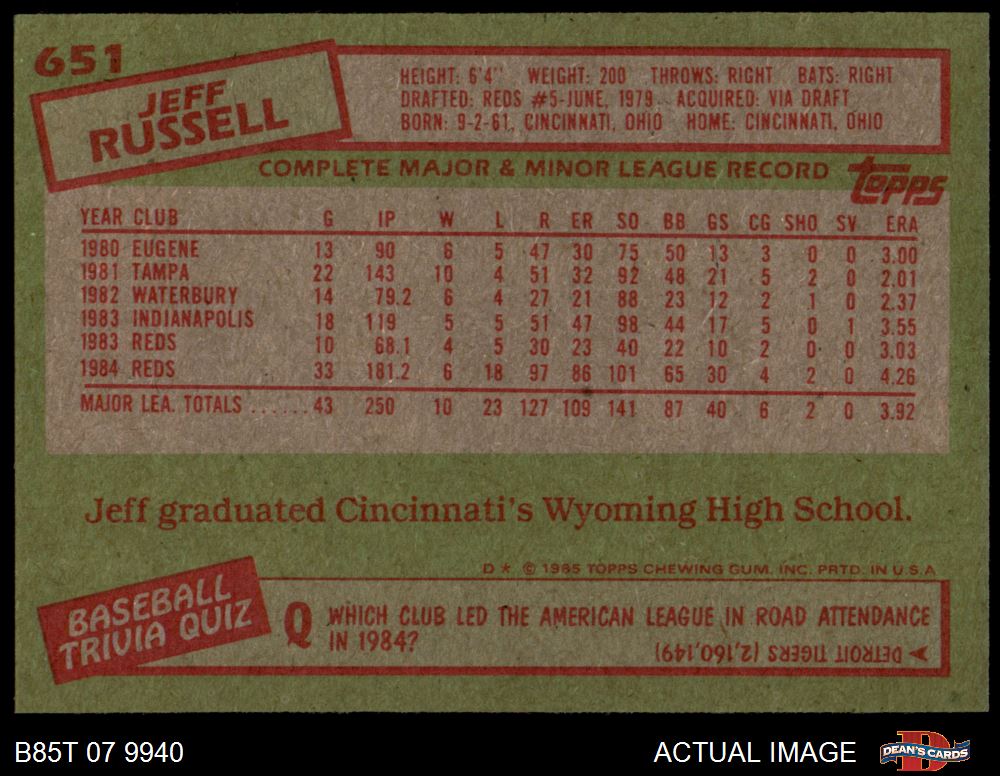 651
JEFF
RUSSELL
HEIGHT: 6'4" WEIGHT: 200 THROWS: RIGHT BATS: RIGHT
DRAFTED: REDS #5-JUNE, 1979 ACQUIRED: VIA DRAFT
BORN: 9-2-61, CINCINNATI, OHIO HOME: CINCINNATI, OHIO
COMPLETE MAJOR & MINOR LEAGUE RECORD
topps
YEAR CLUB G IP W L R ER SO BB GS CG SHO SV ERA
1980 EUGENE 13 90 6 5 47 30 75 50 13 3 0 0 3.00
1981 TAMPA 22 143 10 4 51 32 92 48 21 5 2 0 2.01
1982 WATERBURY 14 79.2 6 4 27 21 88 23 12 2 1 0 2.37
1983 INDIANAPOLIS 18 119 5 5 51 47 98 44 17 5 0 1 3.55
1983 REDS 10 68.1 4 5 30 23 40 22 10 2 0 0 3.03
1984 REDS 33 181.2 6 18 97 86 101 65 30 4 2 0 4.26
MAJOR LEA. TOTALS ......43 250 10 23 127 109 141 87 40 6 2 0 3.92
Jeff graduated Cincinnati's Wyoming High School.
D * © 1985 TOPPS CHEWING GUM, INC. PRTD. IN U.S.A
BASEBALL
TRIVIA QUIZ
Q WHICH CLUB LED THE AMERICAN LEAGUE IN ROAD ATTENDANCE
IN 1984?
DETROIT TIGERS (2,160,149)
B85T 07 9940
ACTUAL IMAGE
DEAN'S CARDS